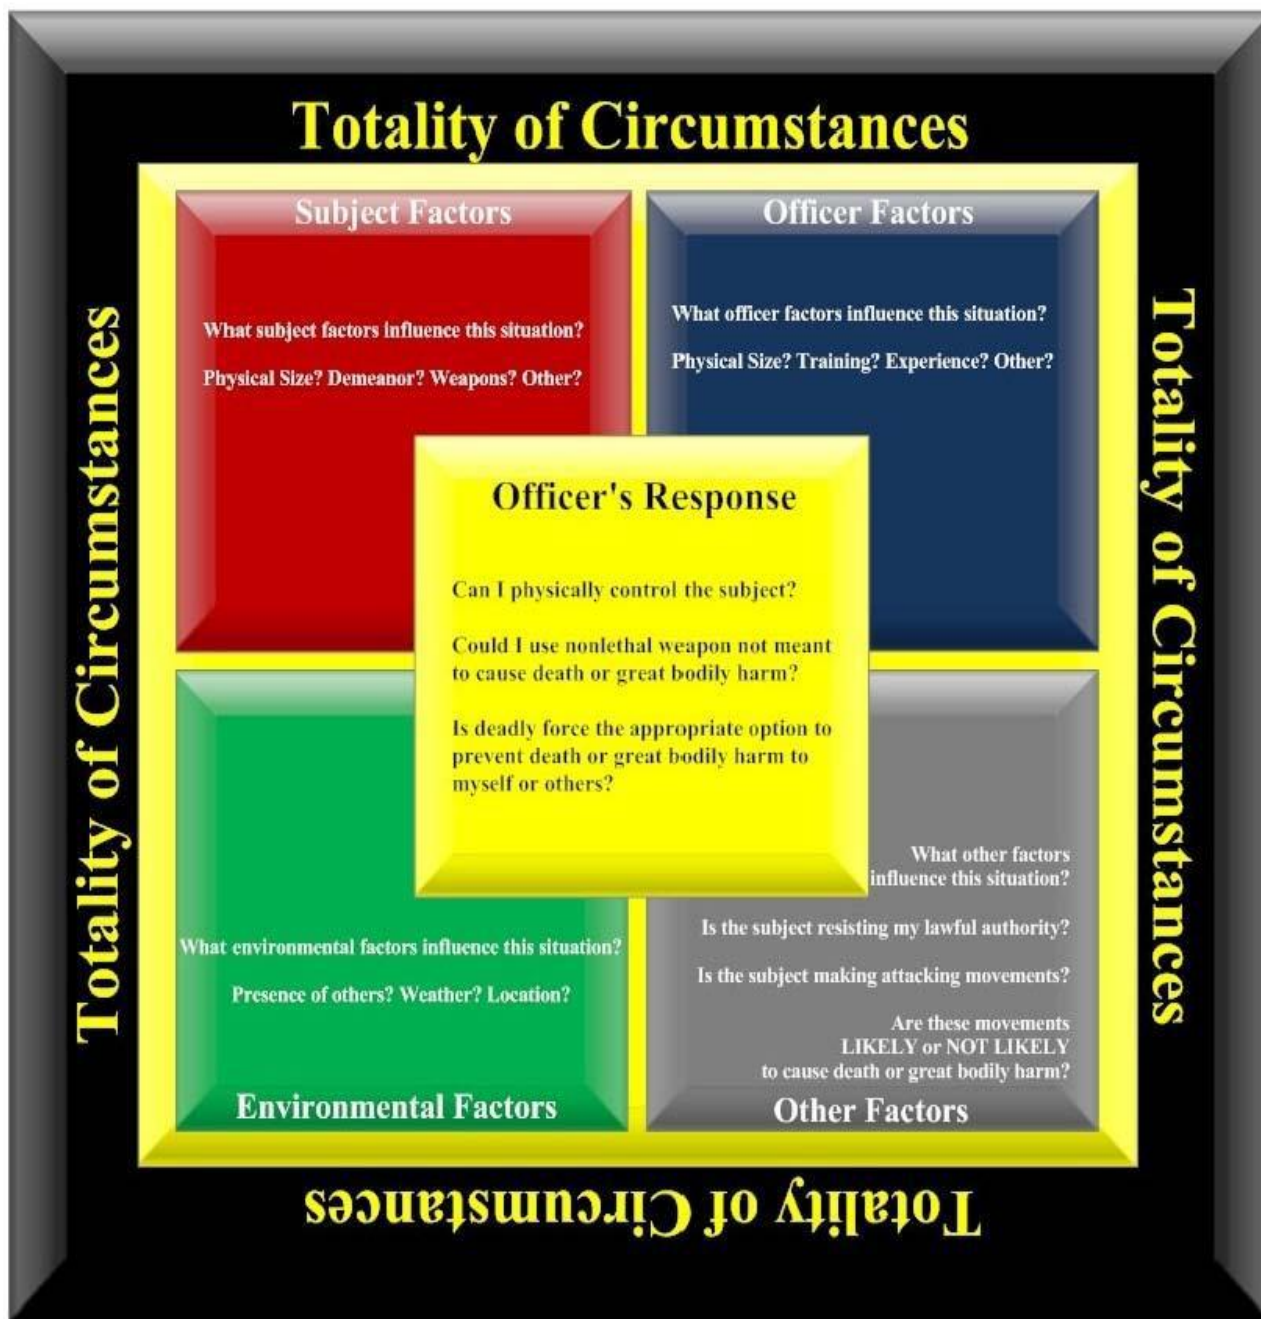 Totality of Circumstances
Totality of Circumstances
Subject Factors
What subject factors influence this situation?
Physical Size? Demeanor? Weapons? Other?
Officer Factors
What officer factors influence this situation?
Physical Size? Training? Experience? Other?
Totality of Circumstances
Officer's Response
Can I physically control the subject?
Could I use nonlethal weapon not meant
to cause death or great bodily harm?
Is deadly force the appropriate option to
prevent death or great bodily harm to
myself or others?
What environmental factors influence this situation?
Presence of others? Weather? Location?
Environmental Factors
What other factors
influence this situation?
Is the subject resisting my lawful authority?
Is the subject making attacking movements?
Are these movements
LIKELY or NOT LIKELY
to cause death or great bodily harm?
Other Factors
Totality of Circumstances